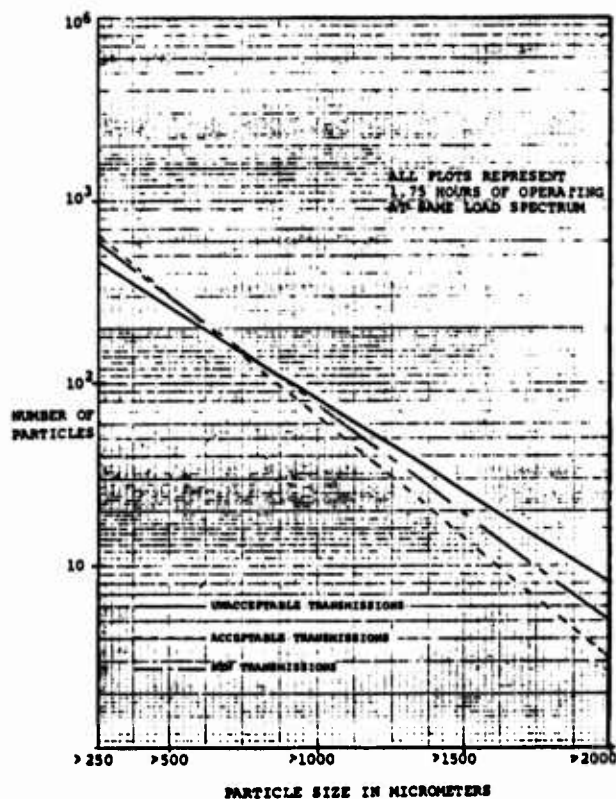 10⁶
ALL PLOTS REPRESENT
1.75 HOURS OF OPERATING
AT SAME LOAD SPECTRUM
10³
10²
NUMBER OF
PARTICLES
10
UNACCEPTABLE TRANSMISSIONS
ACCEPTABLE TRANSMISSIONS
TRANSMISSIONS
>250 >500 >1000 >1500 >2000
PARTICLE SIZE IN MICROMETERS